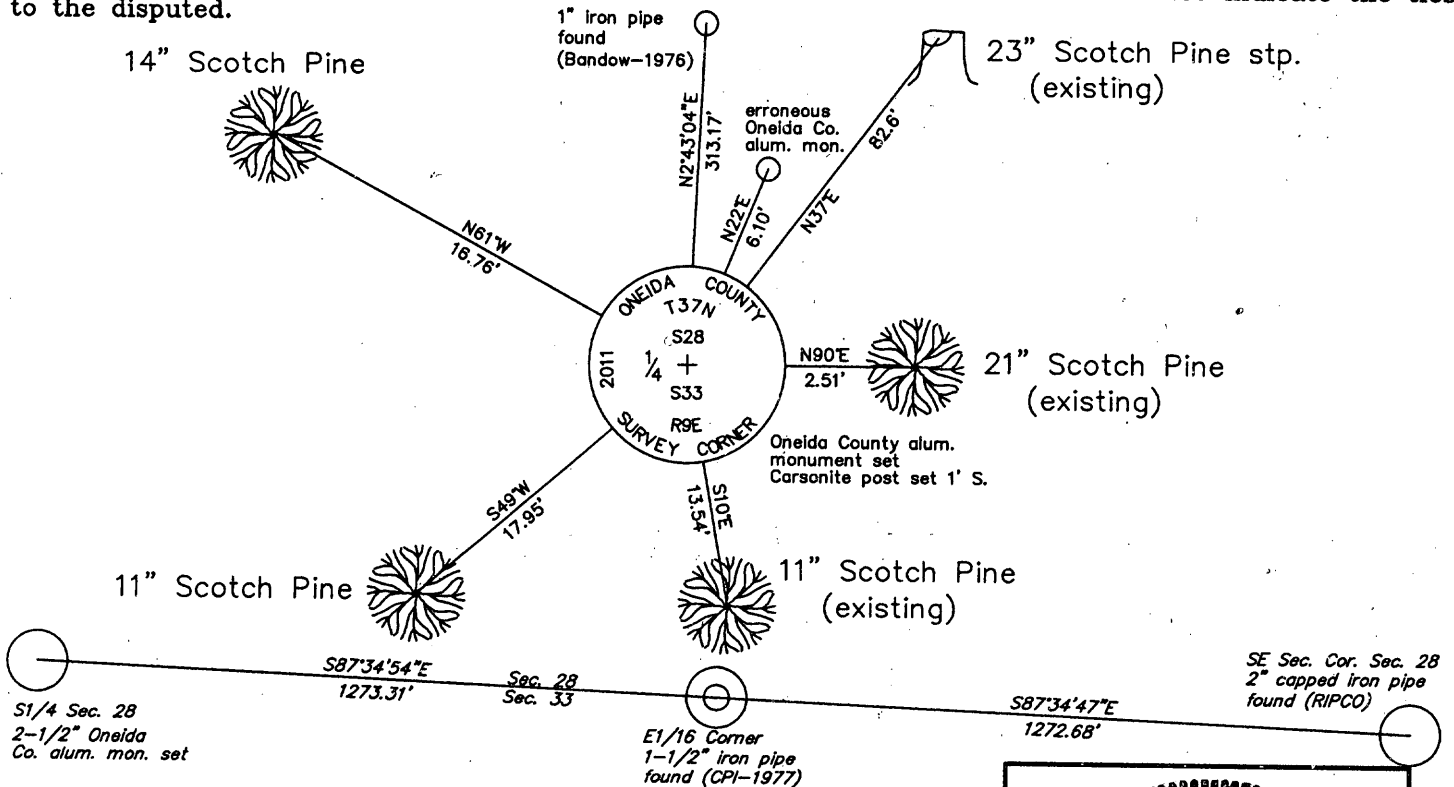 to the disputed.
indicate the ties
1" iron pipe
found
(Bandow-1976)
14" Scotch Pine
23" Scotch Pine stp.
(existing)
N2°43'04"E
313.17'
erroneous
Oneida Co.
alum. mon.
82.6'
N37°E
N22°E
6.10'
N61°W
16.76'
ONEIDA COUNTY
T37N
S28
2011
1/4
S33
R9E
SURVEY CORNER
N90°E
2.51'
21" Scotch Pine
(existing)
Oneida County alum.
monument set
Carsonite post set 1' S.
S49°W
17.95'
S10°E
13.54'
11" Scotch Pine
11" Scotch Pine
(existing)
S87°34'54"E
1273.31'
Sec. 28
Sec. 33
S87°34'47"E
1272.68'
SE Sec. Cor. Sec. 28
2" capped iron pipe
found (RIPCO)
S1/4 Sec. 28
2-1/2" Oneida
Co. alum. mon. set
E1/16 Corner
1-1/2" iron pipe
found (CPI-1977)